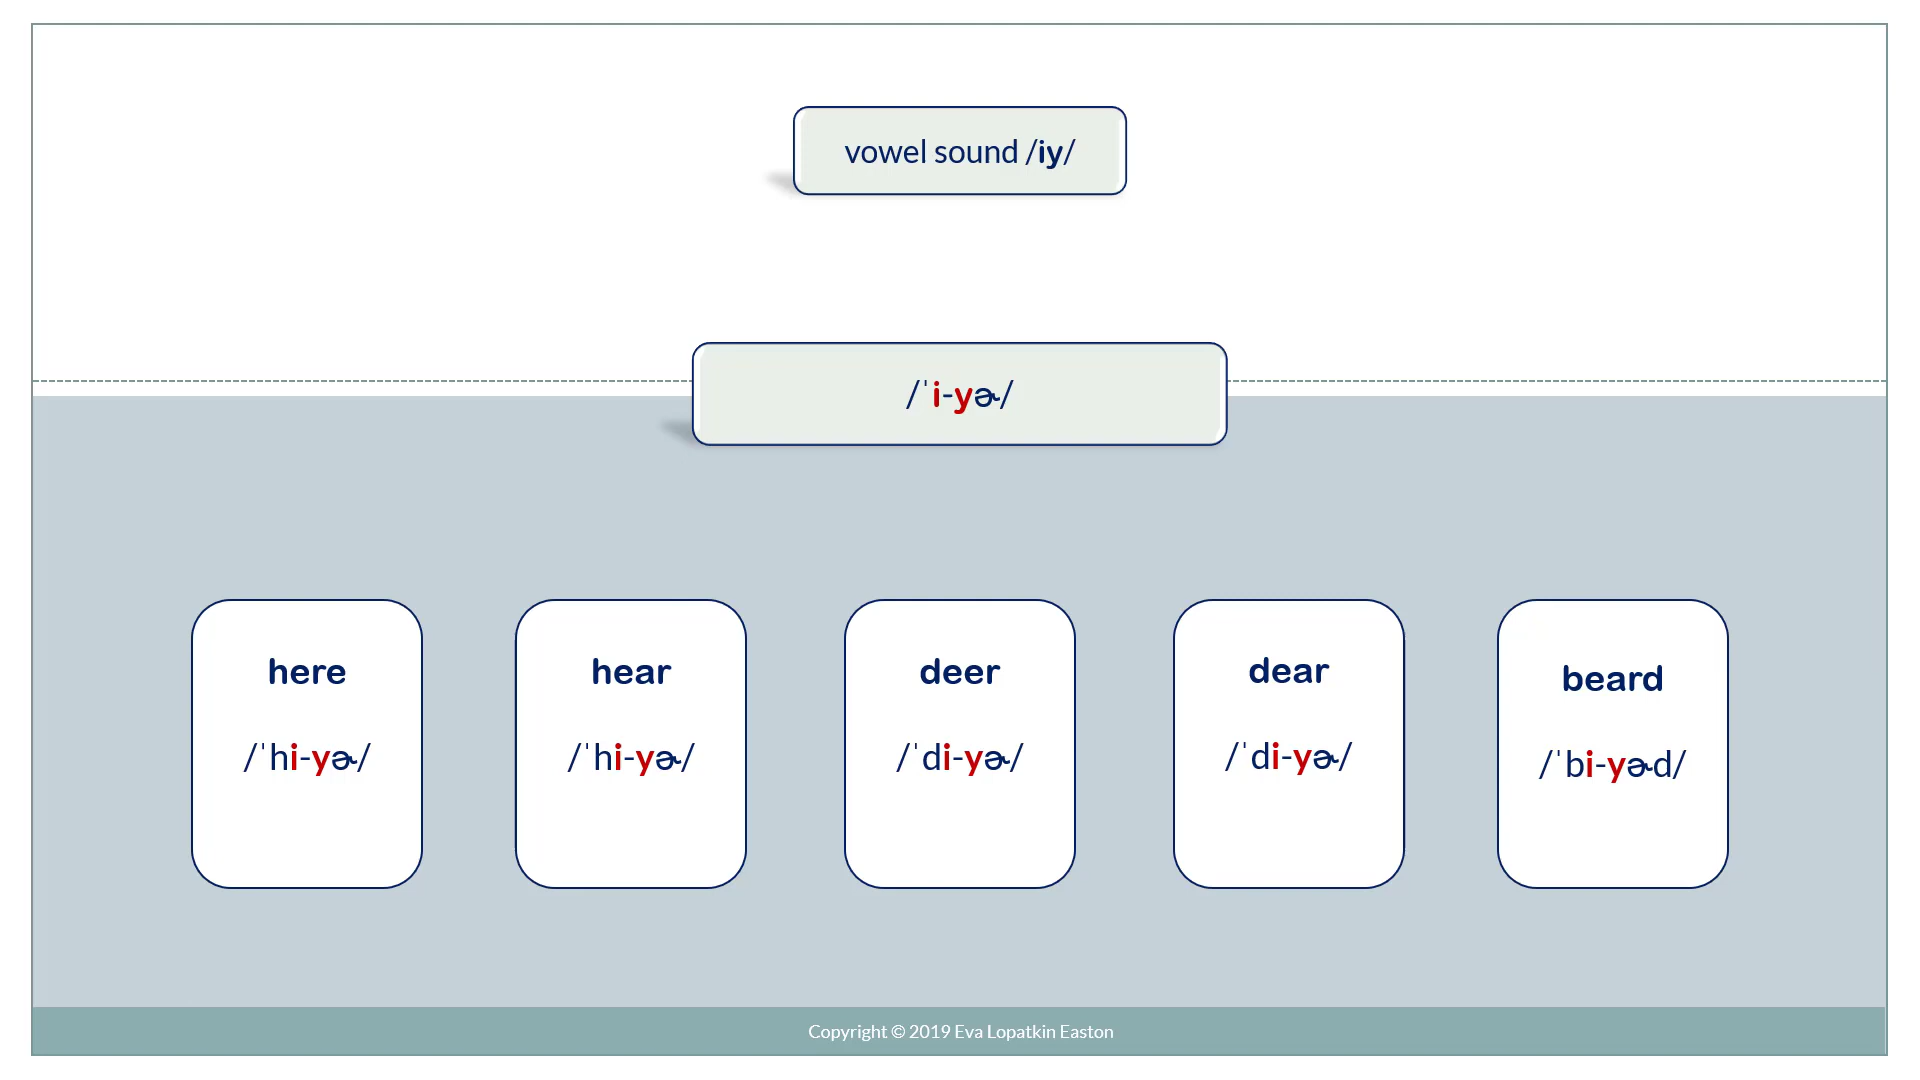 vowel sound /iy/
/ˈi-yɚ/
here
/ˈhi-yɚ/
hear
/ˈhi-yɚ/
deer
/ˈdi-yɚ/
dear
/ˈdi-yɚ/
beard
/ˈbi-yɚd/
Copyright © 2019 Eva Lopatkin Easton